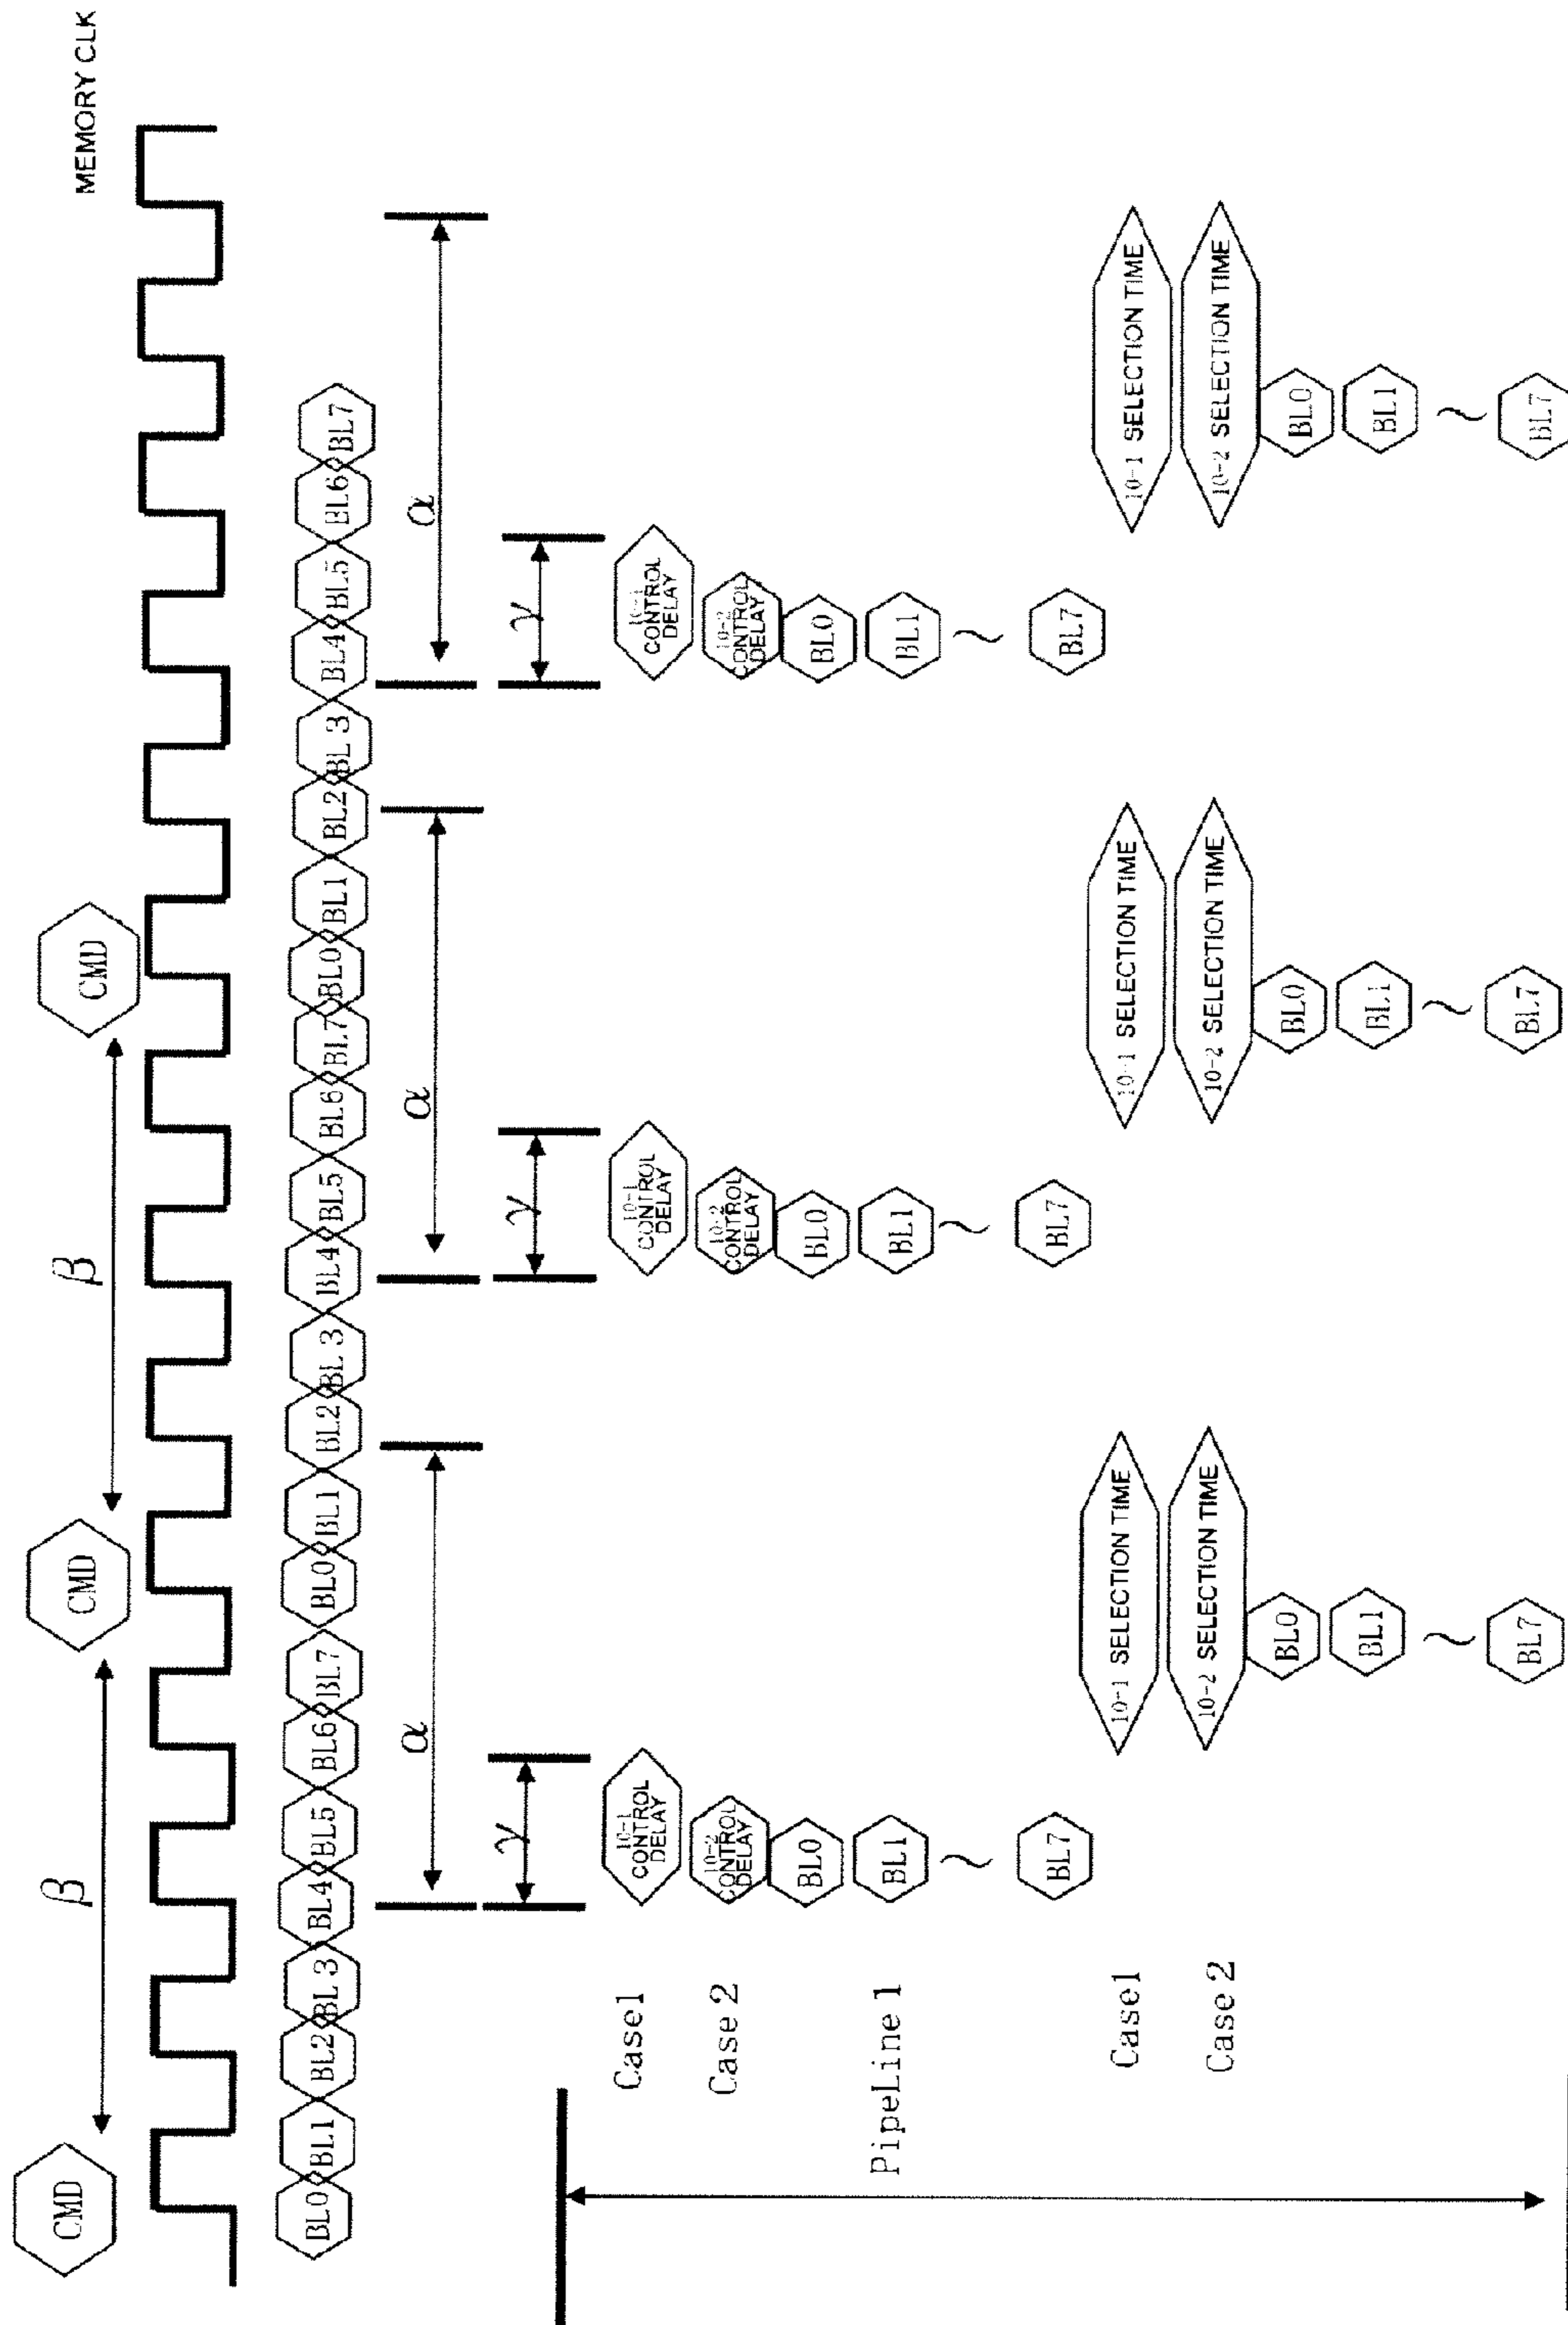 MEMORY CLK
CMD β CMD β CMD
BL0 BL1 BL2 BL 3 BL4 BL5 BL6 BL7 BL0 BL1 BL2 BL 3 BL4 BL5 BL6 BL7 BL0 BL1 BL2 BL 3 BL4 BL5 BL6 BL7
α α α
γ γ γ
Case1
10-1 CONTROL DELAY
10-1 CONTROL DELAY
10-1 CONTROL DELAY
Case 2
10-2 CONTROL DELAY
10-2 CONTROL DELAY
10-2 CONTROL DELAY
BL0 BL0 BL0
PipeLine 1
BL1 BL1 BL1
~ ~ ~
BL7 BL7 BL7
Case1
10-1 SELECTION TIME
10-1 SELECTION TIME
10-1 SELECTION TIME
Case 2
10-2 SELECTION TIME
10-2 SELECTION TIME
10-2 SELECTION TIME
BL0 BL0 BL0
BL1 BL1 BL1
~ ~ ~
BL7 BL7 BL7